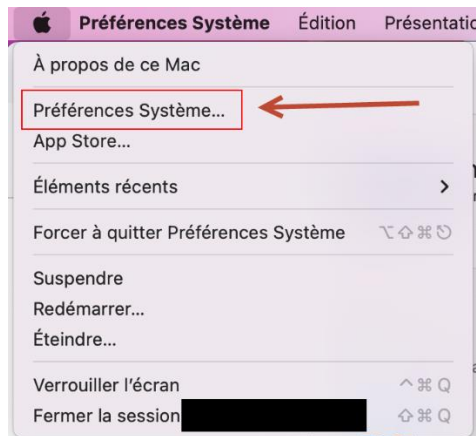 Préférences Système Édition
À propos de ce Mac
Préférences Système...
App Store...
Éléments récents
Forcer à quitter Préférences Système ⌥⇧⌘⎋
Suspendre
Redémarrer...
Éteindre...
Verrouiller l'écran ^⌘Q
Fermer la session ⇧⌘Q